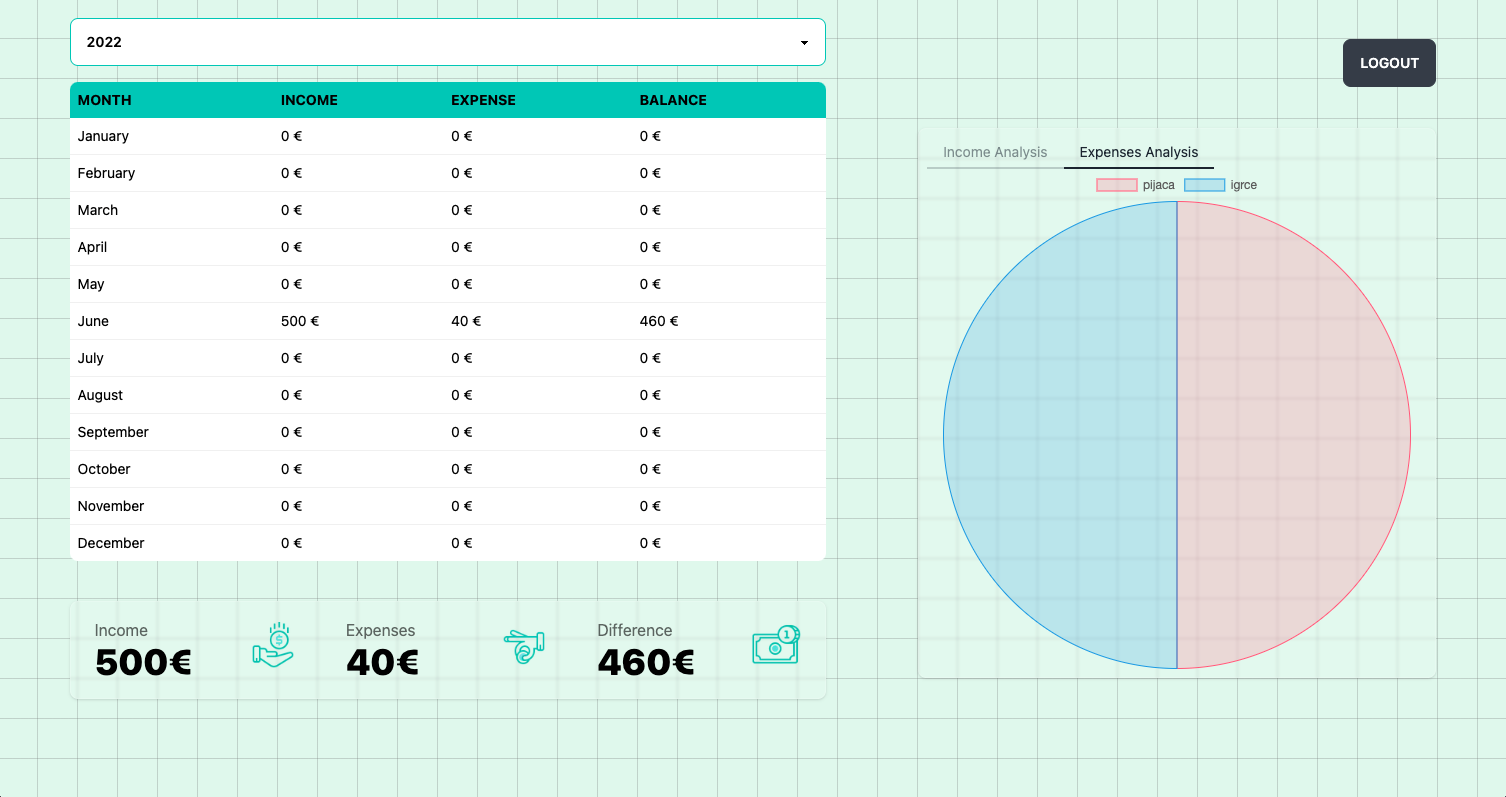 2022
LOGOUT
MONTH INCOME EXPENSE BALANCE
January 0 € 0 € 0 €
February 0 € 0 € 0 €
March 0 € 0 € 0 €
April 0 € 0 € 0 €
May 0 € 0 € 0 €
June 500 € 40 € 460 €
July 0 € 0 € 0 €
August 0 € 0 € 0 €
September 0 € 0 € 0 €
October 0 € 0 € 0 €
November 0 € 0 € 0 €
December 0 € 0 € 0 €
Income Expenses Difference
500€ 40€ 460€
$
1
Income Analysis Expenses Analysis
pijaca igrce